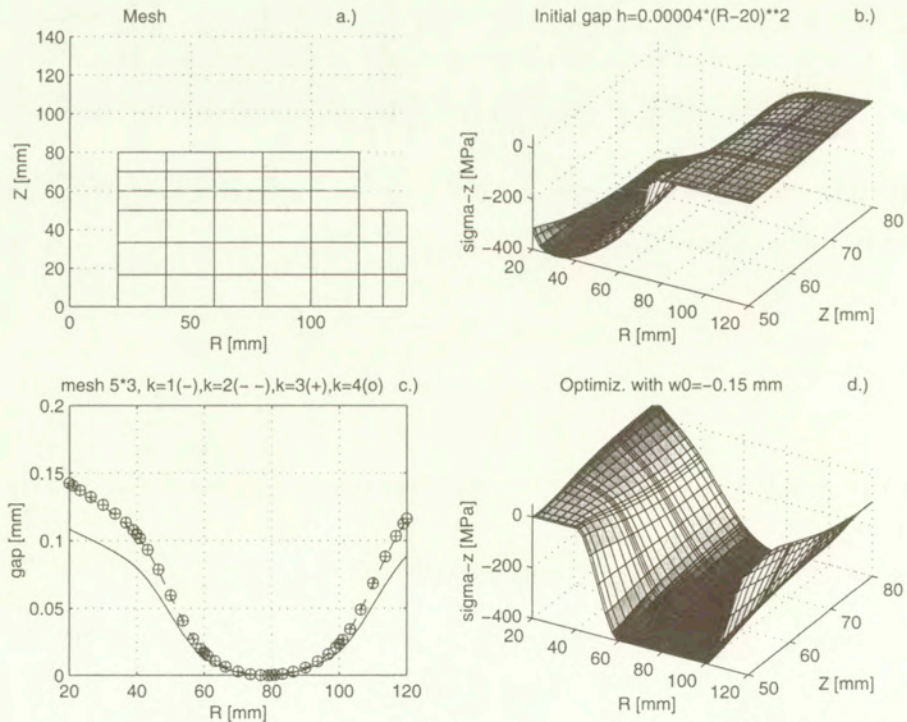 Mesh a.)
140
120
100
80
60
40
20
0
Z [mm]
0 50 100
R [mm]
Initial gap h=0.00004*(R-20)**2 b.)
0
-200
-400
sigma-z [MPa]
20 40 60 80 100 120
R [mm]
50 60 70 80
Z [mm]
mesh 5*3, k=1(-),k=2(- -),k=3(+),k=4(o) c.)
0.2
0.15
0.1
0.05
0
gap [mm]
20 40 60 80 100 120
R [mm]
Optimiz. with w0=-0.15 mm d.)
0
-200
-400
sigma-z [MPa]
20 40 60 80 100 120
R [mm]
50 60 70 80
Z [mm]